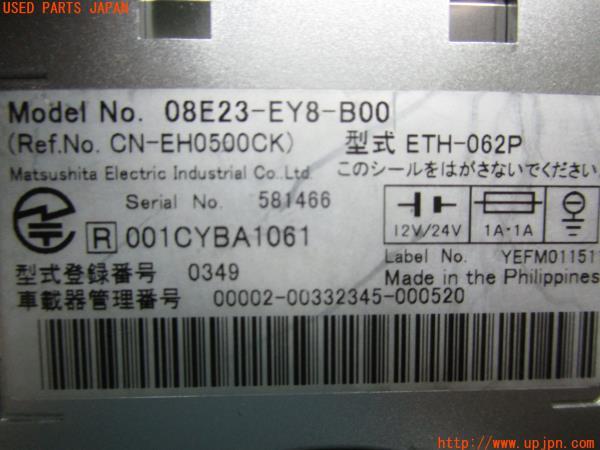 USED PARTS JAPAN
Model No. 08E23-EY8-B00
(Ref.No. CN-EH0500CK) 型式 ETH-062P
Matsushita Electric Industrial Co.,Ltd. このシールをはがさないでください。
Serial No. 581466
R 001CYBA1061
12V/24V 1A·1A
Label No. YEFM011511
型式登録番号 0349 Made in the Philippines
車載器管理番号 00002-00332345-000520
http://www.upjpn.com/